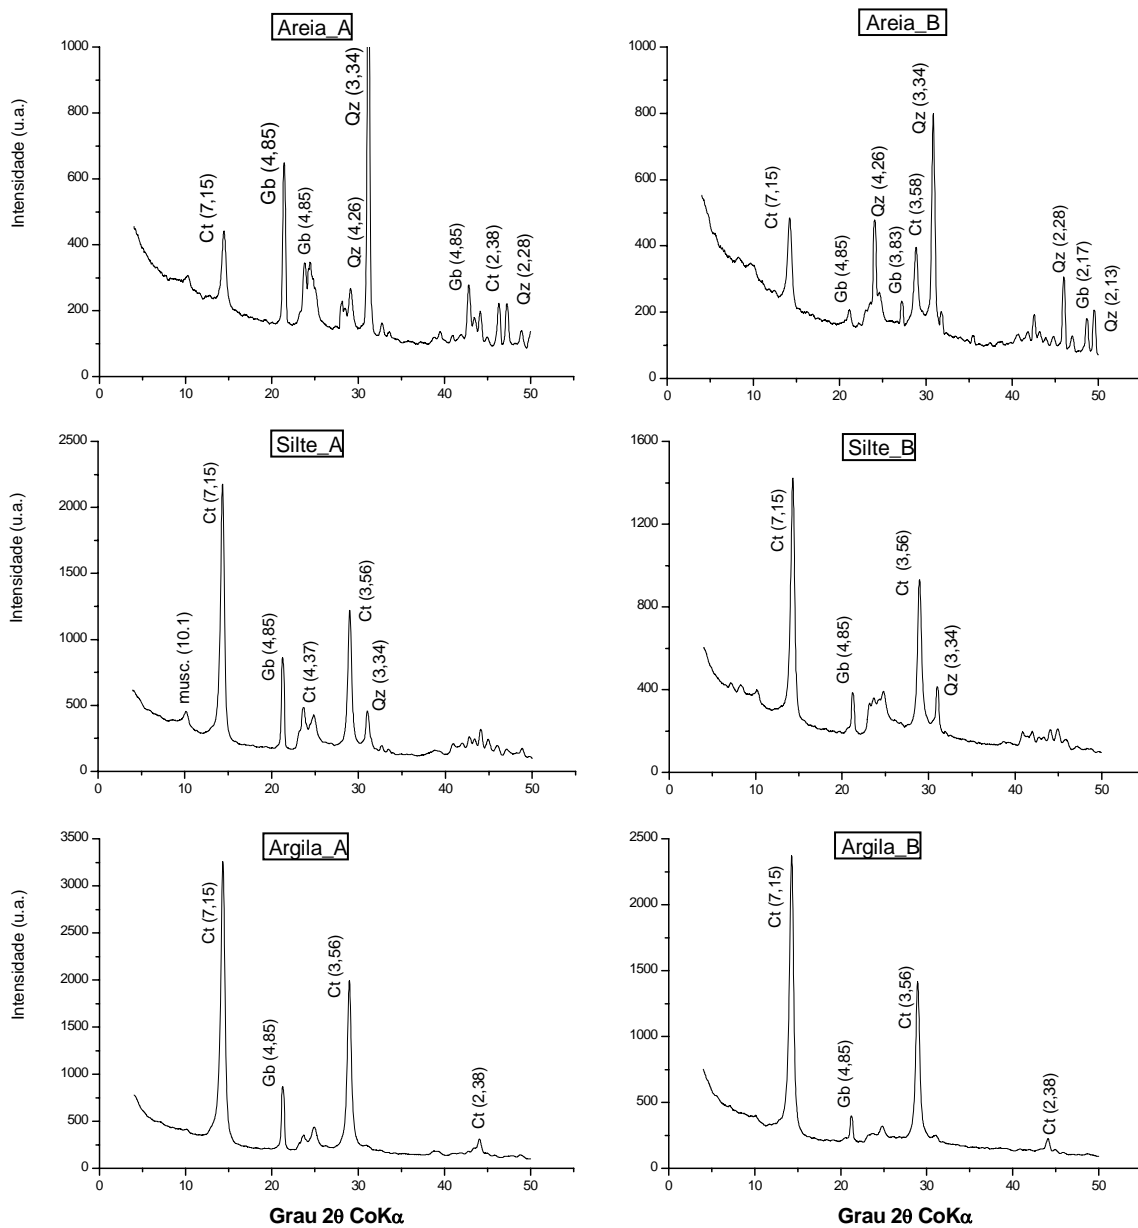 Areia_A
Intensidade (u.a.)
1000
800
600
400
200
0
0
10
20
30
40
50
Ct (7,15)
Gb (4,85)
Gb (4,85)
Qz (4,26)
Qz (3,34)
Gb (4,85)
Ct (2,38)
Qz (2,28)
Areia_B
1000
800
600
400
200
0
0
10
20
30
40
50
Ct (7,15)
Gb (4,85)
Qz (4,26)
Gb (3,83)
Ct (3,58)
Qz (3,34)
Qz (2,28)
Gb (2,17)
Qz (2,13)
Silte_A
Intensidade (u.a.)
2500
2000
1500
1000
500
0
0
10
20
30
40
50
musc. (10.1)
Ct (7,15)
Gb (4,85)
Ct (4,37)
Ct (3,56)
Qz (3,34)
Silte_B
1600
1200
800
400
0
0
10
20
30
40
50
Ct (7,15)
Gb (4,85)
Ct (3,56)
Qz (3,34)
Argila_A
Intensidade (u.a.)
3500
3000
2500
2000
1500
1000
500
0
0
10
20
30
40
50
Ct (7,15)
Gb (4,85)
Ct (3,56)
Ct (2,38)
Grau 2θ CoKα
Argila_B
2500
2000
1500
1000
500
0
0
10
20
30
40
50
Ct (7,15)
Gb (4,85)
Ct (3,56)
Ct (2,38)
Grau 2θ CoKα